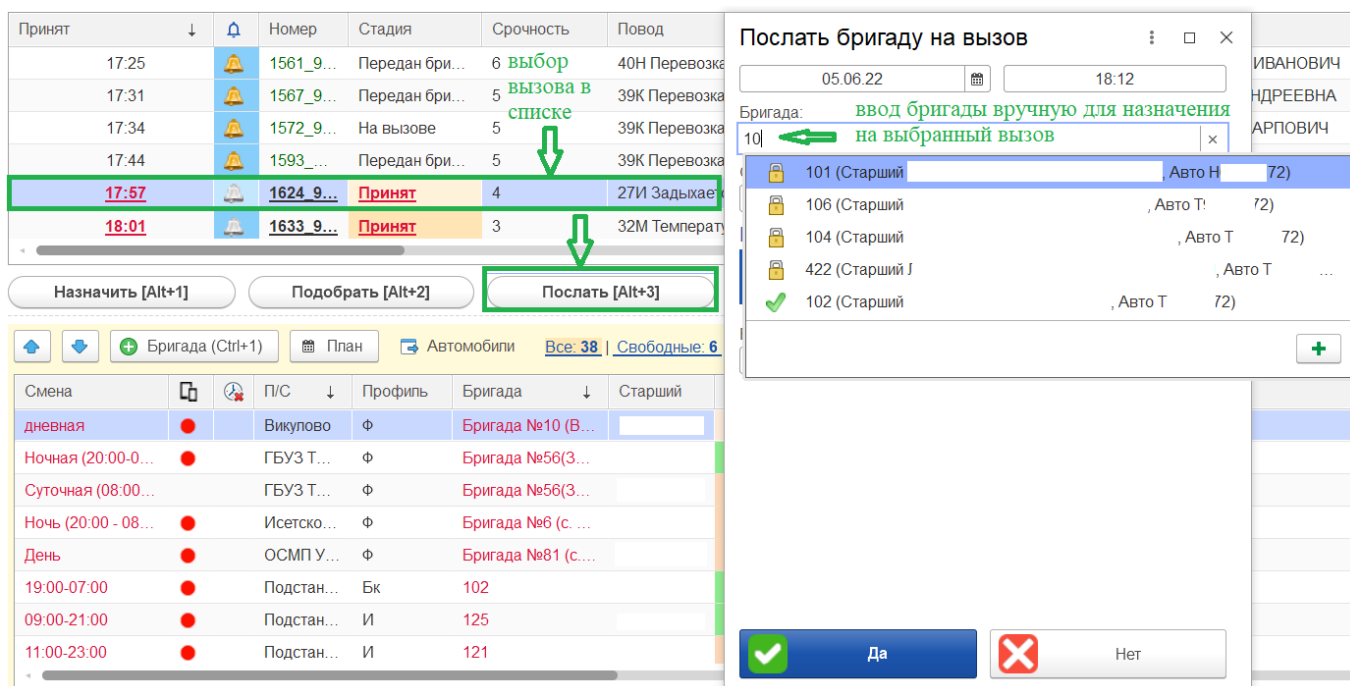 Принят ↓ Номер Стадия Срочность Повод
17:25 1561_9... Передан бри... 6 40Н Перевозка
17:31 1567_9... Передан бри... 5 39К Перевозка
17:34 1572_9... На вызове 5 39К Перевозка
17:44 1593_... Передан бри... 5 39К Перевозка
17:57 1624_9... Принят 4 27И Задыхает
18:01 1633_9... Принят 3 32М Температу
выбор
вызова в
списке
Назначить [Alt+1] Подобрать [Alt+2] Послать [Alt+3]
Бригада (Ctrl+1) План Автомобили Все: 38 | Свободные: 6
Смена П/С ↓ Профиль Бригада ↓ Старший
дневная Викулово Ф Бригада №10 (В...
Ночная (20:00-0... ГБУЗ Т... Ф Бригада №56(З...
Суточная (08:00... ГБУЗ Т... Ф Бригада №56(З...
Ночь (20:00 - 08... Исетско... Ф Бригада №6 (с. ...
День ОСМП У... Ф Бригада №81 (с....
19:00-07:00 Подстан... Бк 102
09:00-21:00 Подстан... И 125
11:00-23:00 Подстан... И 121
Послать бригаду на вызов
05.06.22 18:12
Бригада:
ввод бригады вручную для назначения
на выбранный вызов
10
101 (Старший , Авто Н 72)
106 (Старший , Авто Т 72)
104 (Старший , Авто Т 72)
422 (Старший , Авто Т ...
102 (Старший , Авто Т 72)
Да Нет
ИВАНОВИЧ
НДРЕЕВНА
АРПОВИЧ